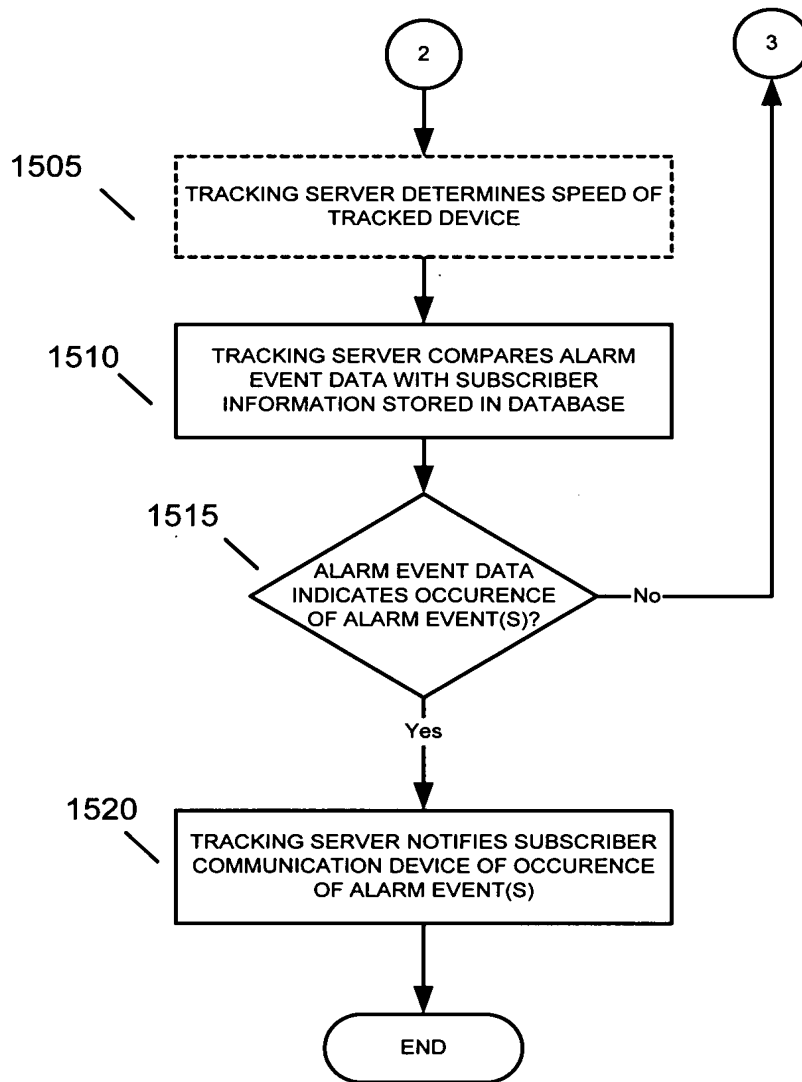 2
3
1505
TRACKING SERVER DETERMINES SPEED OF
TRACKED DEVICE
1510
TRACKING SERVER COMPARES ALARM
EVENT DATA WITH SUBSCRIBER
INFORMATION STORED IN DATABASE
1515
ALARM EVENT DATA
INDICATES OCCURENCE
OF ALARM EVENT(S)?
No
Yes
1520
TRACKING SERVER NOTIFIES SUBSCRIBER
COMMUNICATION DEVICE OF OCCURENCE
OF ALARM EVENT(S)
END